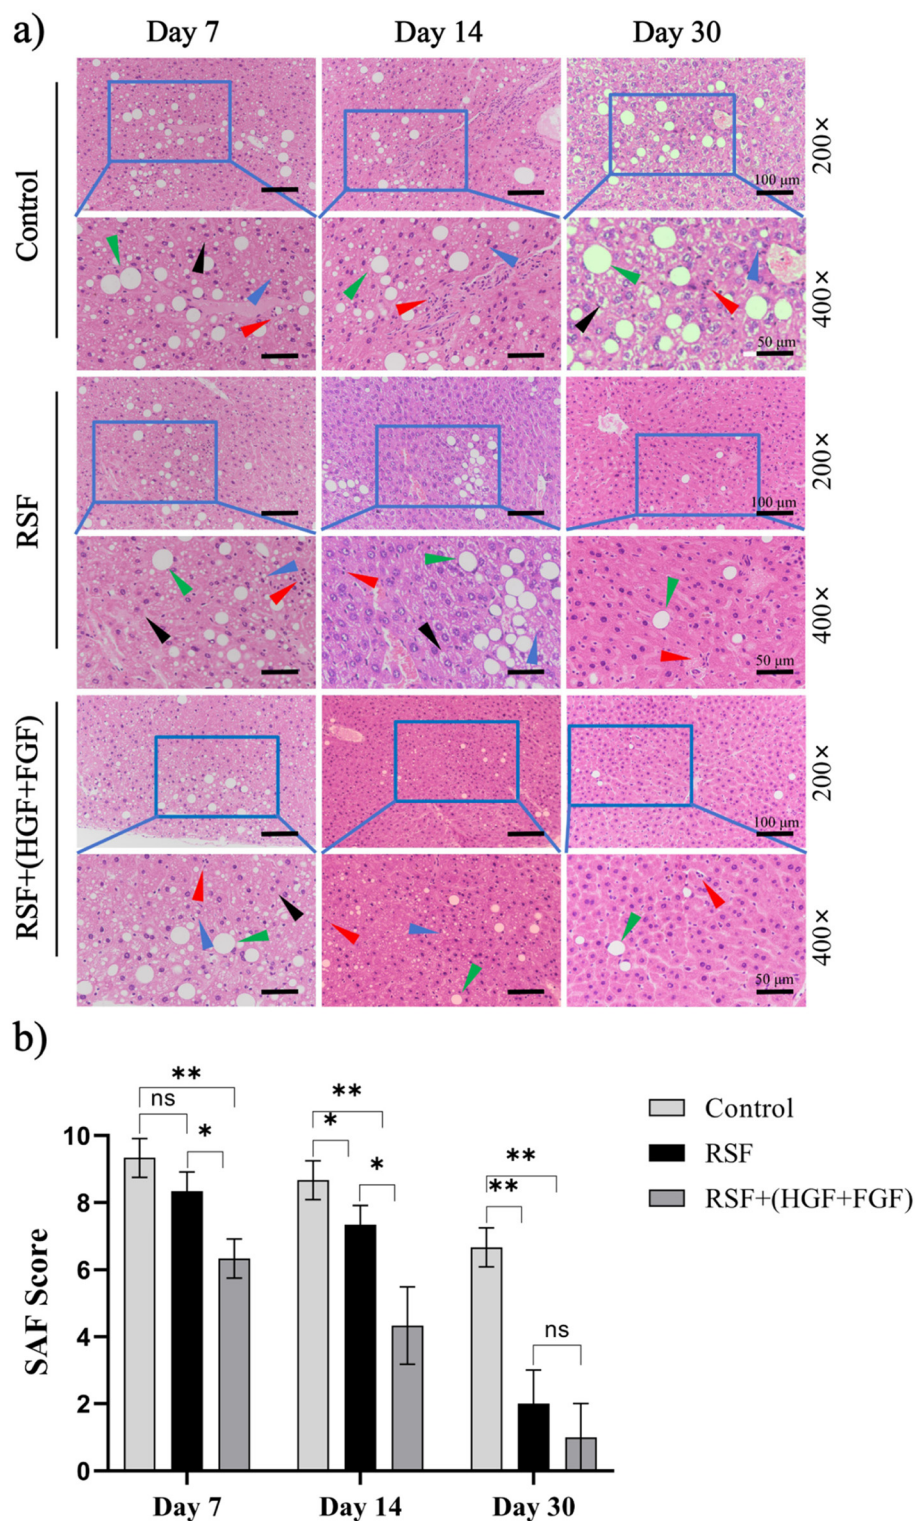 a)
Day 7
Day 14
Day 30
Control
200×
100 μm
400×
50 μm
RSF
200×
100 μm
400×
50 μm
RSF+(HGF+FGF)
200×
100 μm
400×
50 μm
b)
SAF Score
10
8
6
4
2
0
**
ns
*
**
*
*
**
**
ns
Day 7
Day 14
Day 30
Control
RSF
RSF+(HGF+FGF)